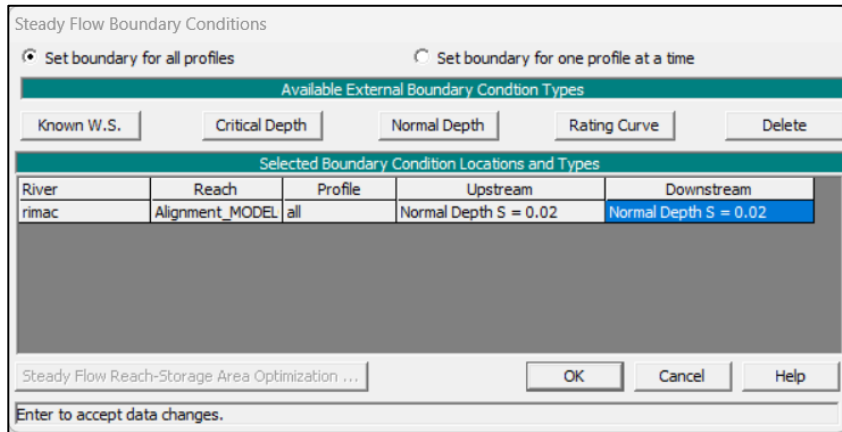 Steady Flow Boundary Conditions
Set boundary for all profiles Set boundary for one profile at a time
Available External Boundary Condtion Types
Known W.S. Critical Depth Normal Depth Rating Curve Delete
Selected Boundary Condition Locations and Types
River Reach Profile Upstream Downstream
rimac Alignment_MODEL all Normal Depth S = 0.02 Normal Depth S = 0.02
Steady Flow Reach-Storage Area Optimization ... OK Cancel Help
Enter to accept data changes.